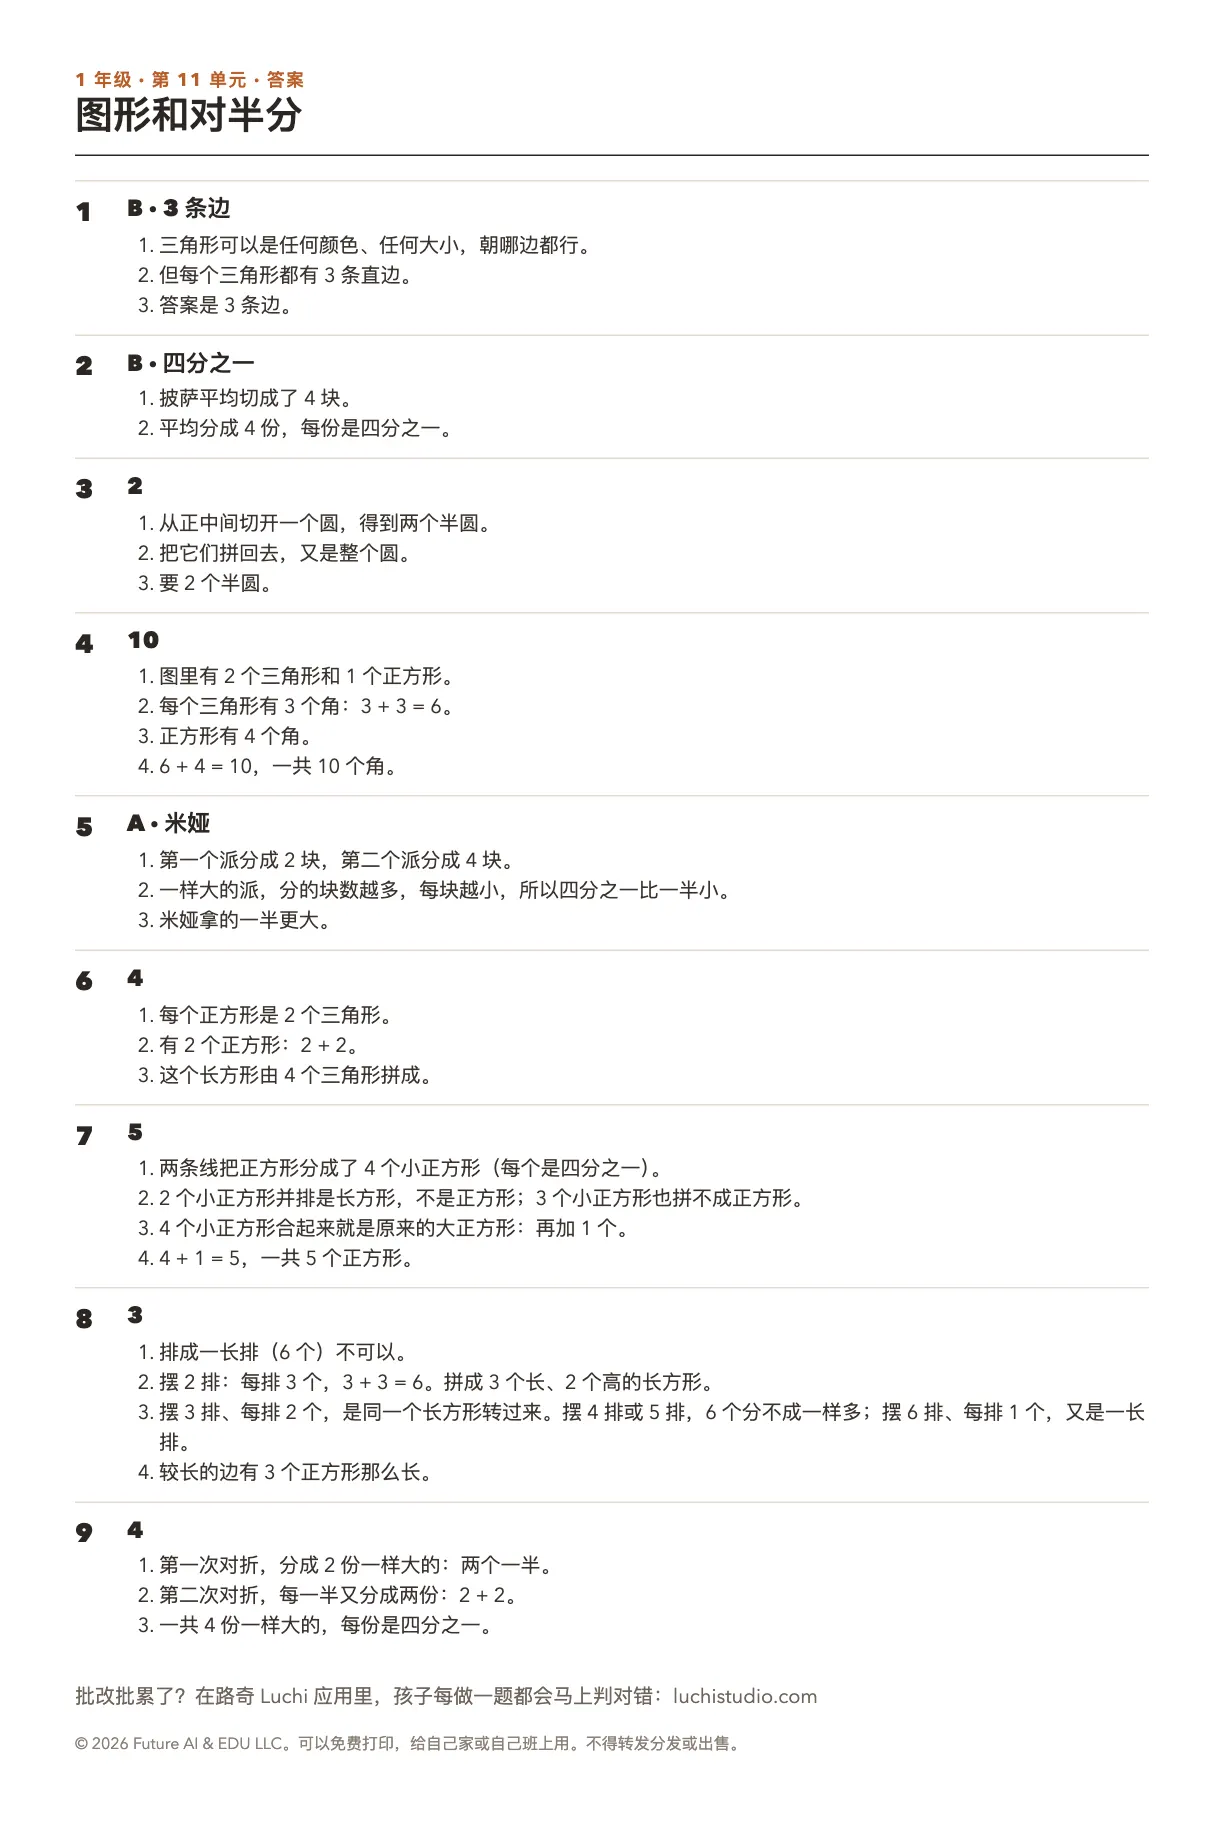 1 年级 · 第 11 单元 · 答案
图形和对半分
1
B · 3 条边
1. 三角形可以是任何颜色、任何大小，朝哪边都行。
2. 但每个三角形都有 3 条直边。
3. 答案是 3 条边。
2
B · 四分之一
1. 披萨平均切成了 4 块。
2. 平均分成 4 份，每份是四分之一。
3
2
1. 从正中间切开一个圆，得到两个半圆。
2. 把它们拼回去，又是整个圆。
3. 要 2 个半圆。
4
10
1. 图里有 2 个三角形和 1 个正方形。
2. 每个三角形有 3 个角：3 + 3 = 6。
3. 正方形有 4 个角。
4. 6 + 4 = 10，一共 10 个角。
5
A · 米娅
1. 第一个派分成 2 块，第二个派分成 4 块。
2. 一样大的派，分的块数越多，每块越小，所以四分之一比一半小。
3. 米娅拿的一半更大。
6
4
1. 每个正方形是 2 个三角形。
2. 有 2 个正方形：2 + 2。
3. 这个长方形由 4 个三角形拼成。
7
5
1. 两条线把正方形分成了 4 个小正方形（每个是四分之一）。
2. 2 个小正方形并排是长方形，不是正方形；3 个小正方形也拼不成正方形。
3. 4 个小正方形合起来就是原来的大正方形：再加 1 个。
4. 4 + 1 = 5，一共 5 个正方形。
8
3
1. 排成一长排（6 个）不可以。
2. 摆 2 排：每排 3 个，3 + 3 = 6。拼成 3 个长、2 个高的长方形。
3. 摆 3 排、每排 2 个，是同一个长方形转过来。摆 4 排或 5 排，6 个分不成一样多；摆 6 排、每排 1 个，又是一长
排。
4. 较长的边有 3 个正方形那么长。
9
4
1. 第一次对折，分成 2 份一样大的：两个一半。
2. 第二次对折，每一半又分成两份：2 + 2。
3. 一共 4 份一样大的，每份是四分之一。
批改批累了？在路奇 Luchi 应用里，孩子每做一题都会马上判对错：luchistudio.com
© 2026 Future AI & EDU LLC。可以免费打印，给自己家或自己班上用。不得转发分发或出售。